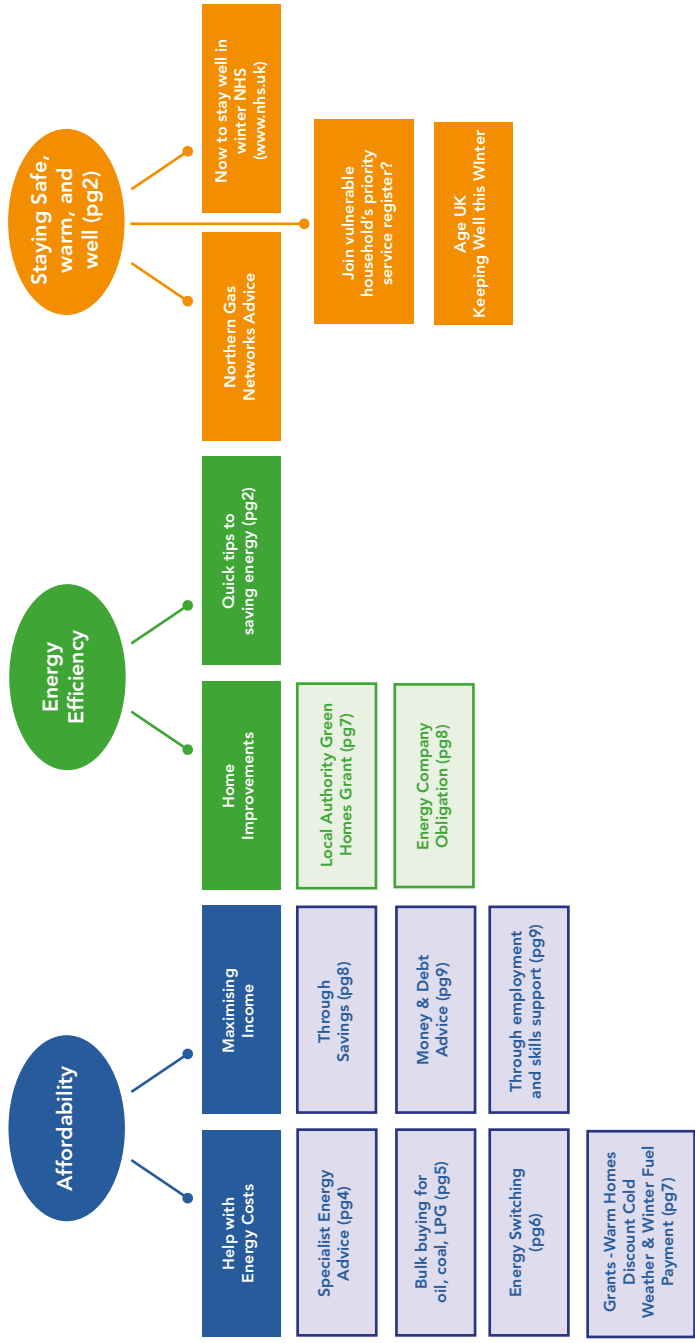 Affordability
Help with
Energy Costs
Specialist Energy
Advice (pg4)
Bulk buying for
oil, coal, LPG (pg5)
Energy Switching
(pg6)
Grants -Warm Homes
Discount Cold
Weather & Winter Fuel
Payment (pg7)
Maximising
Income
Through
Savings (pg8)
Money & Debt
Advice (pg9)
Through employment
and skills support (pg9)
Energy
Efficiency
Home
Improvements
Local Authority Green
Homes Grant (pg7)
Energy Company
Obligation (pg8)
Quick tips to
saving energy (pg2)
Staying Safe,
warm, and
well (pg2)
Northern Gas
Networks Advice
Now to stay well in
winter NHS
(www.nhs.uk)
Join vulnerable
household's priority
service register?
Age UK
Keeping Well this WInter